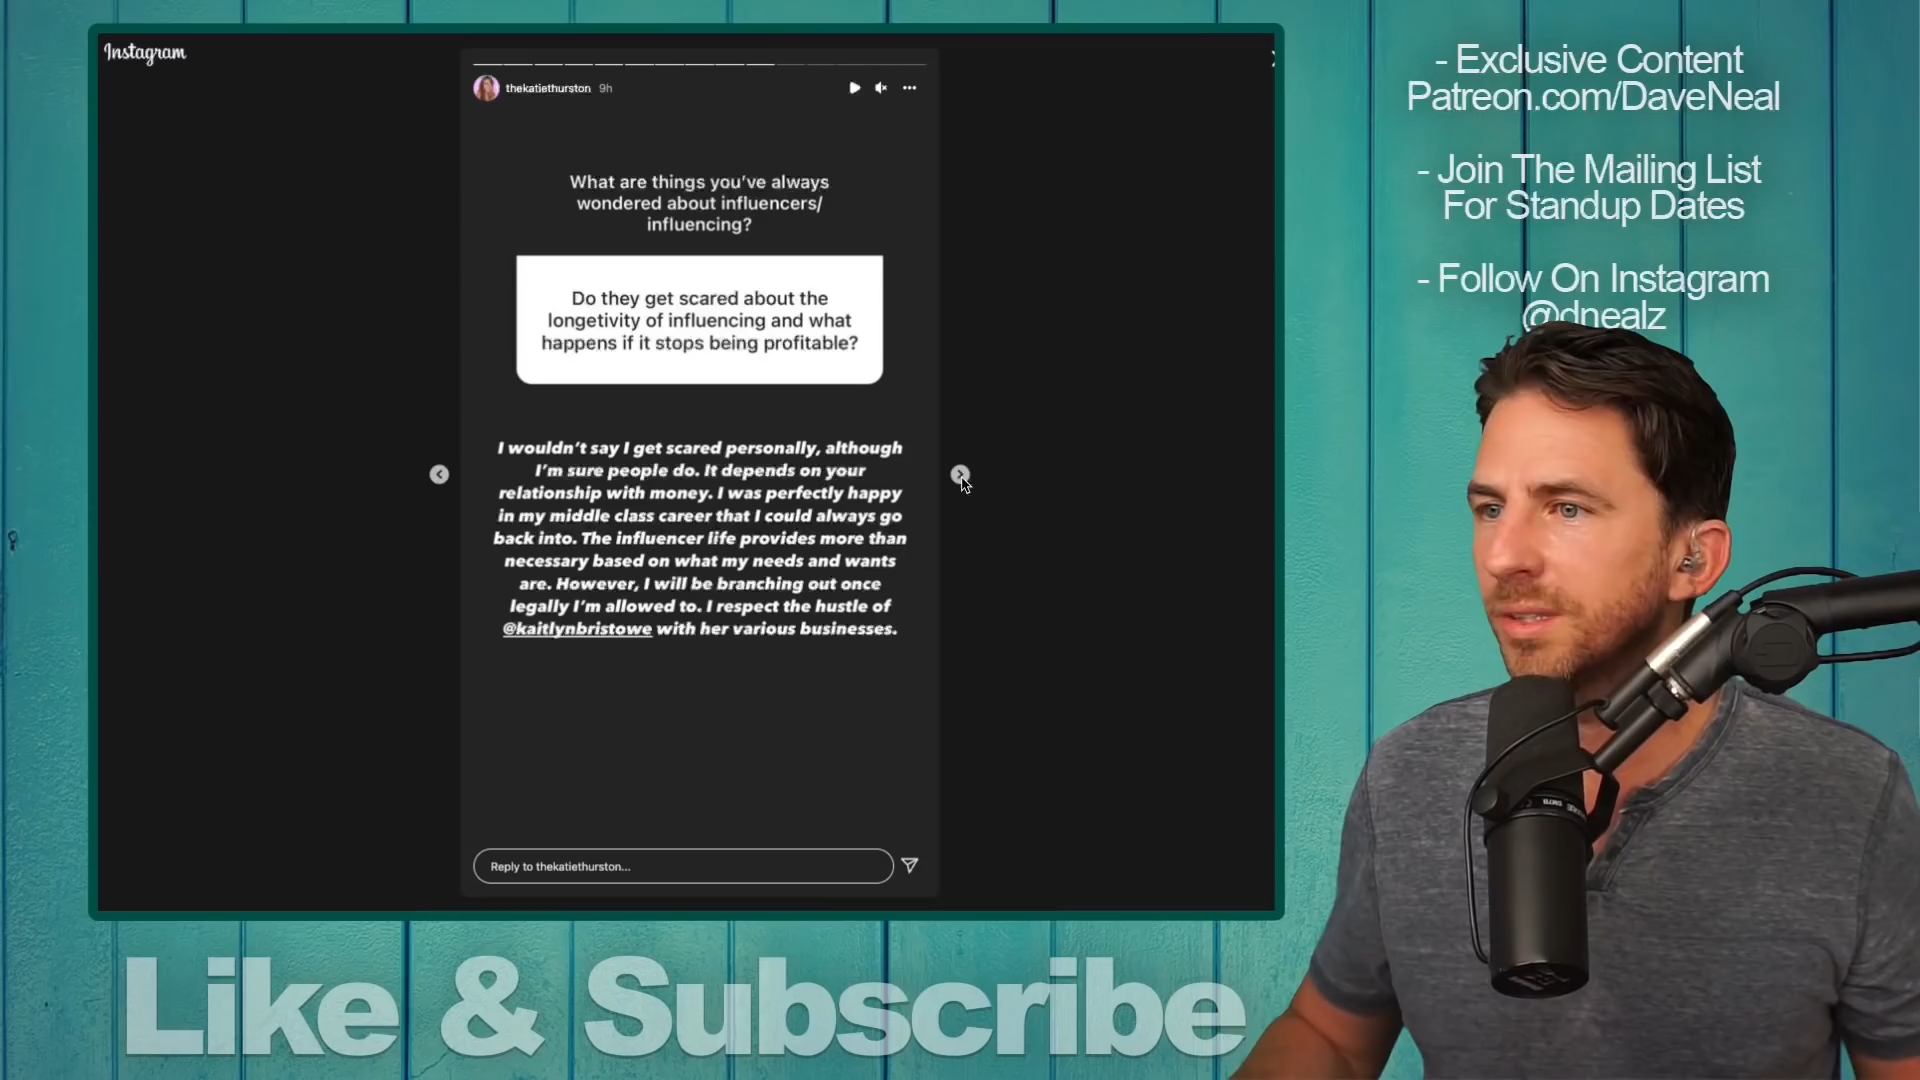 Instagram
thekatiethurston 9h
What are things you've always
wondered about influencers/
influencing?
Do they get scared about the
longetivity of influencing and what
happens if it stops being profitable?
I wouldn't say I get scared personally, although
I'm sure people do. It depends on your
relationship with money. I was perfectly happy
in my middle class career that I could always go
back into. The influencer life provides more than
necessary based on what my needs and wants
are. However, I will be branching out once
legally I'm allowed to. I respect the hustle of
@kaitlynbristowe with her various businesses.
Reply to thekatiethurston...
- Exclusive Content
Patreon.com/DaveNeal
- Join The Mailing List
For Standup Dates
- Follow On Instagram
@dnealz
Like & Subscribe